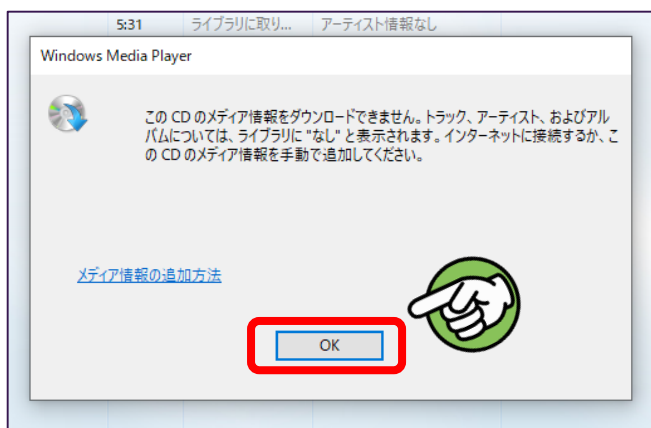 5:31 ライブラリに取り... アーティスト情報なし
Windows Media Player
この CD のメディア情報をダウンロードできません。トラック、アーティスト、およびアル
バムについては、ライブラリに "なし" と表示されます。インターネットに接続するか、こ
の CD のメディア情報を手動で追加してください。
メディア情報の追加方法
OK